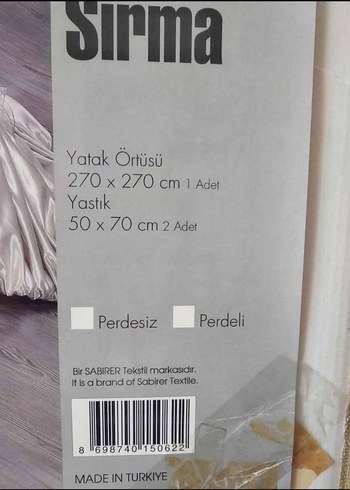 Sırma
Yatak Örtüsü
270 x 270 cm 1 Adet
Yastık
50 x 70 cm 2 Adet
Perdesiz Perdeli
Bir SABIRER Tekstil markasıdır.
It is a brand of Sabirer Textile.
8 698740 150622
MADE IN TURKIYE